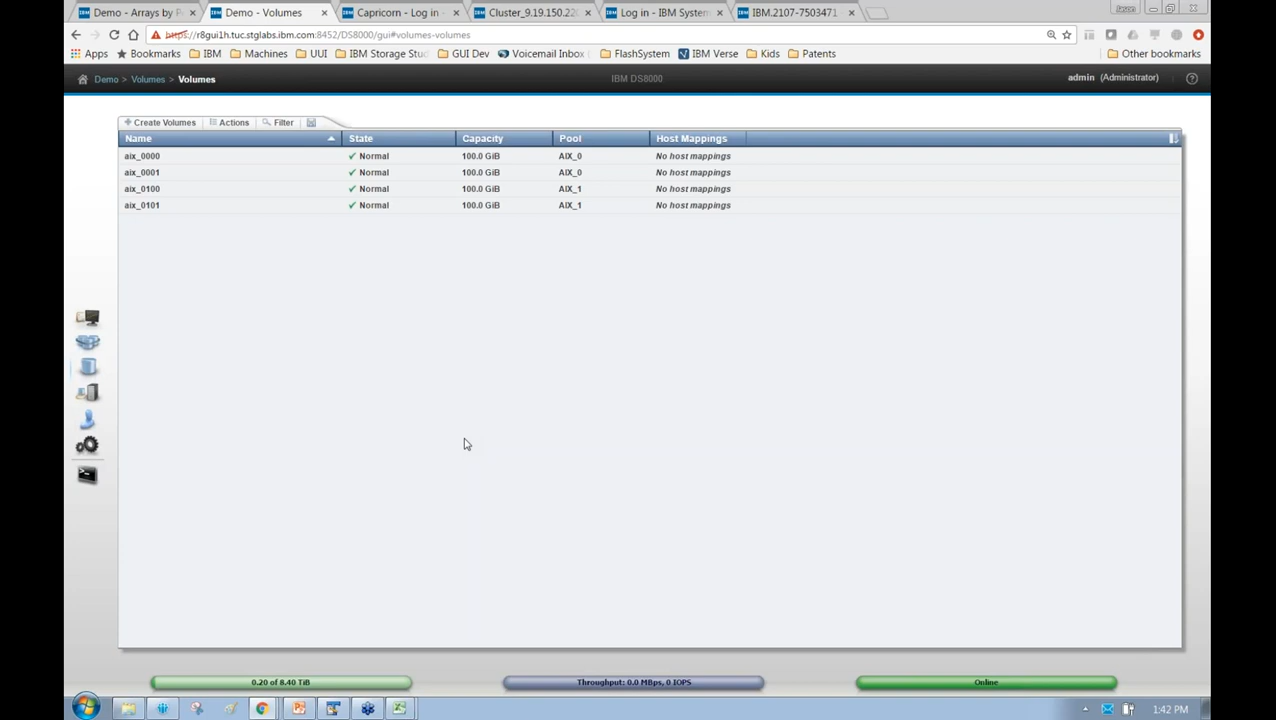 Demo - Arrays by P
Demo - Volumes
Capricorn - Log in -
Cluster_9.19.150.22
Log in - IBM System
IBM.2107-7503471 -
https://r8gui1h.tuc.stglabs.ibm.com:8452/DS8000/gui#volumes-volumes
Apps
Bookmarks
IBM
Machines
UUI
IBM Storage Stud
GUI Dev
Voicemail Inbox
FlashSystem
IBM Verse
Kids
Patents
Other bookmarks
Demo > Volumes > Volumes
IBM DS8000
admin (Administrator)
Create Volumes
Actions
Filter
Name State Capacity Pool Host Mappings
aix_0000 Normal 100.0 GiB AIX_0 No host mappings
aix_0001 Normal 100.0 GiB AIX_0 No host mappings
aix_0100 Normal 100.0 GiB AIX_1 No host mappings
aix_0101 Normal 100.0 GiB AIX_1 No host mappings
0.20 of 8.40 TiB
Throughput: 0.0 MBps, 0 IOPS
Online
1:42 PM